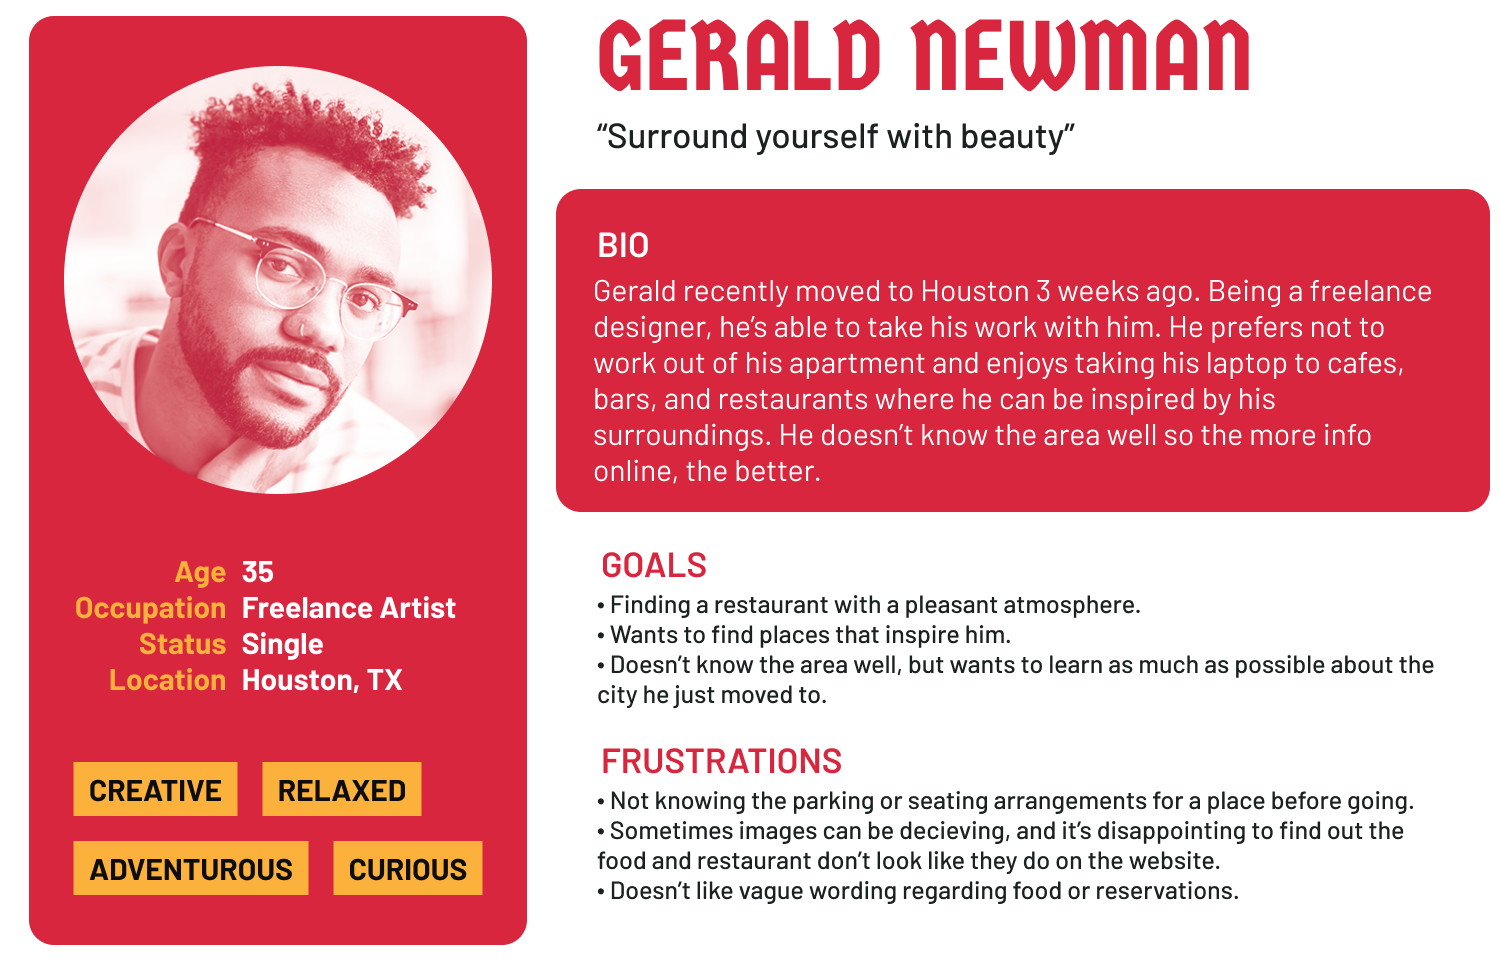 GERALD NEWMAN
“Surround yourself with beauty”
BIO
Gerald recently moved to Houston 3 weeks ago. Being a freelance
designer, he’s able to take his work with him. He prefers not to
work out of his apartment and enjoys taking his laptop to cafes,
bars, and restaurants where he can be inspired by his
surroundings. He doesn’t know the area well so the more info
online, the better.
Age 35
Occupation Freelance Artist
Status Single
Location Houston, TX
CREATIVE RELAXED
ADVENTUROUS CURIOUS
GOALS
• Finding a restaurant with a pleasant atmosphere.
• Wants to find places that inspire him.
• Doesn’t know the area well, but wants to learn as much as possible about the
city he just moved to.
FRUSTRATIONS
• Not knowing the parking or seating arrangements for a place before going.
• Sometimes images can be decieving, and it’s disappointing to find out the
food and restaurant don’t look like they do on the website.
• Doesn’t like vague wording regarding food or reservations.